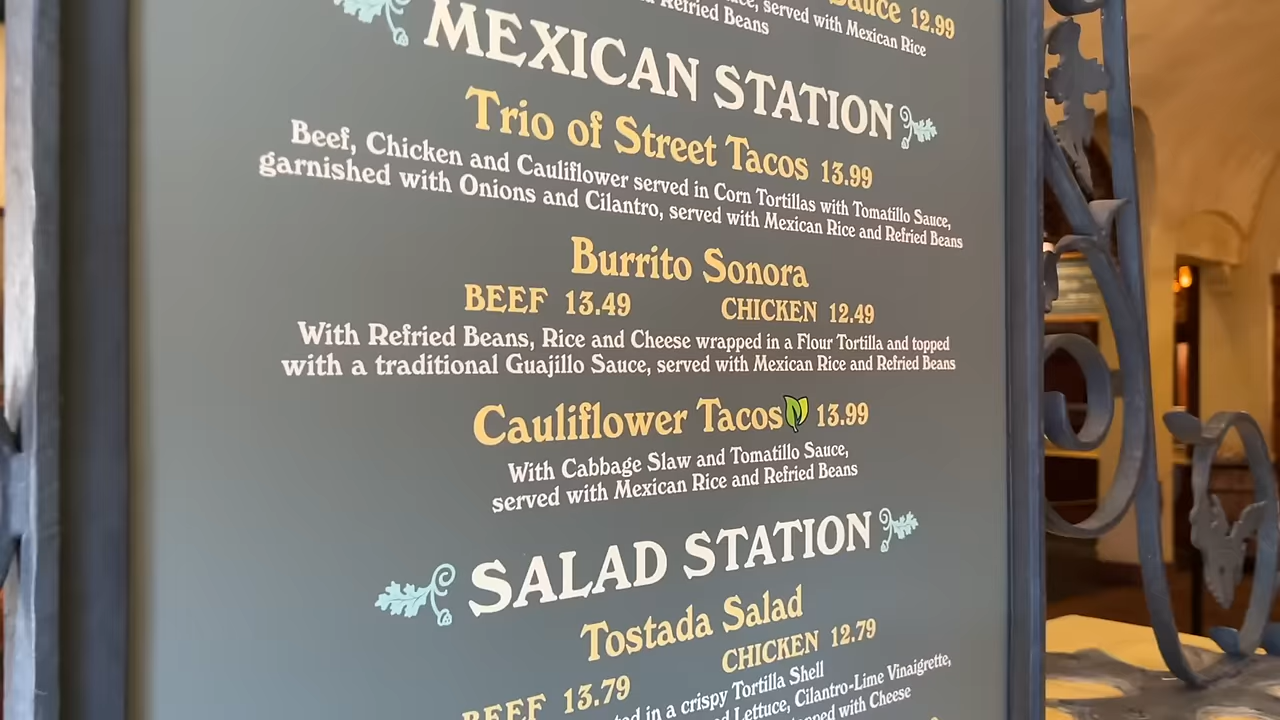 Sauce 12.99
served with Mexican Rice
Refried Beans
MEXICAN STATION
Trio of Street Tacos 13.99
Beef, Chicken and Cauliflower served in Corn Tortillas with Tomatillo Sauce,
garnished with Onions and Cilantro, served with Mexican Rice and Refried Beans
Burrito Sonora
BEEF 13.49 CHICKEN 12.49
With Refried Beans, Rice and Cheese wrapped in a Flour Tortilla and topped
with a traditional Guajillo Sauce, served with Mexican Rice and Refried Beans
Cauliflower Tacos 13.99
With Cabbage Slaw and Tomatillo Sauce,
served with Mexican Rice and Refried Beans
SALAD STATION
Tostada Salad
BEEF 13.79 CHICKEN 12.79
in a crispy Tortilla Shell
Lettuce, Cilantro-Lime Vinaigrette,
with Cheese